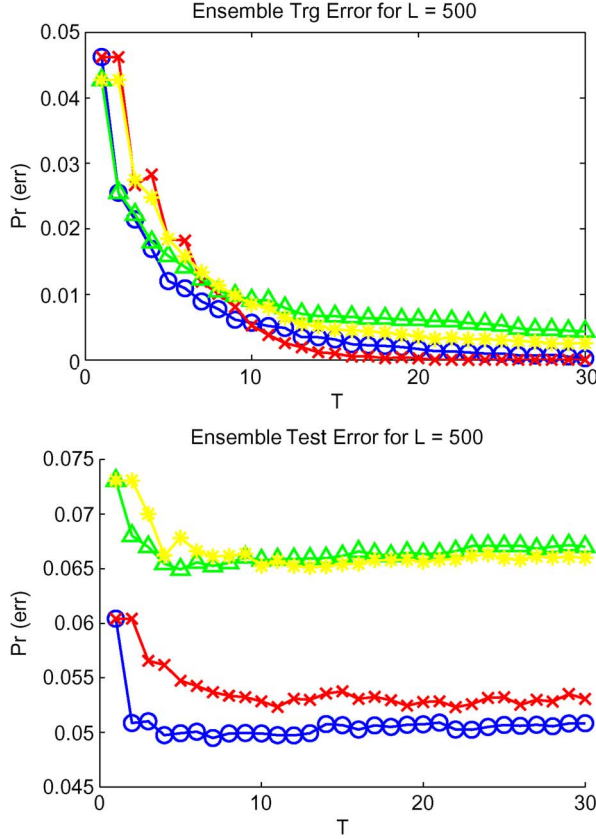 Ensemble Trg Error for L = 500
0.05
0.04
0.03
0.02
0.01
0
Pr (err)
0 10 20 30
T
Ensemble Test Error for L = 500
0.075
0.07
0.065
0.06
0.055
0.05
0.045
Pr (err)
0 10 20 30
T